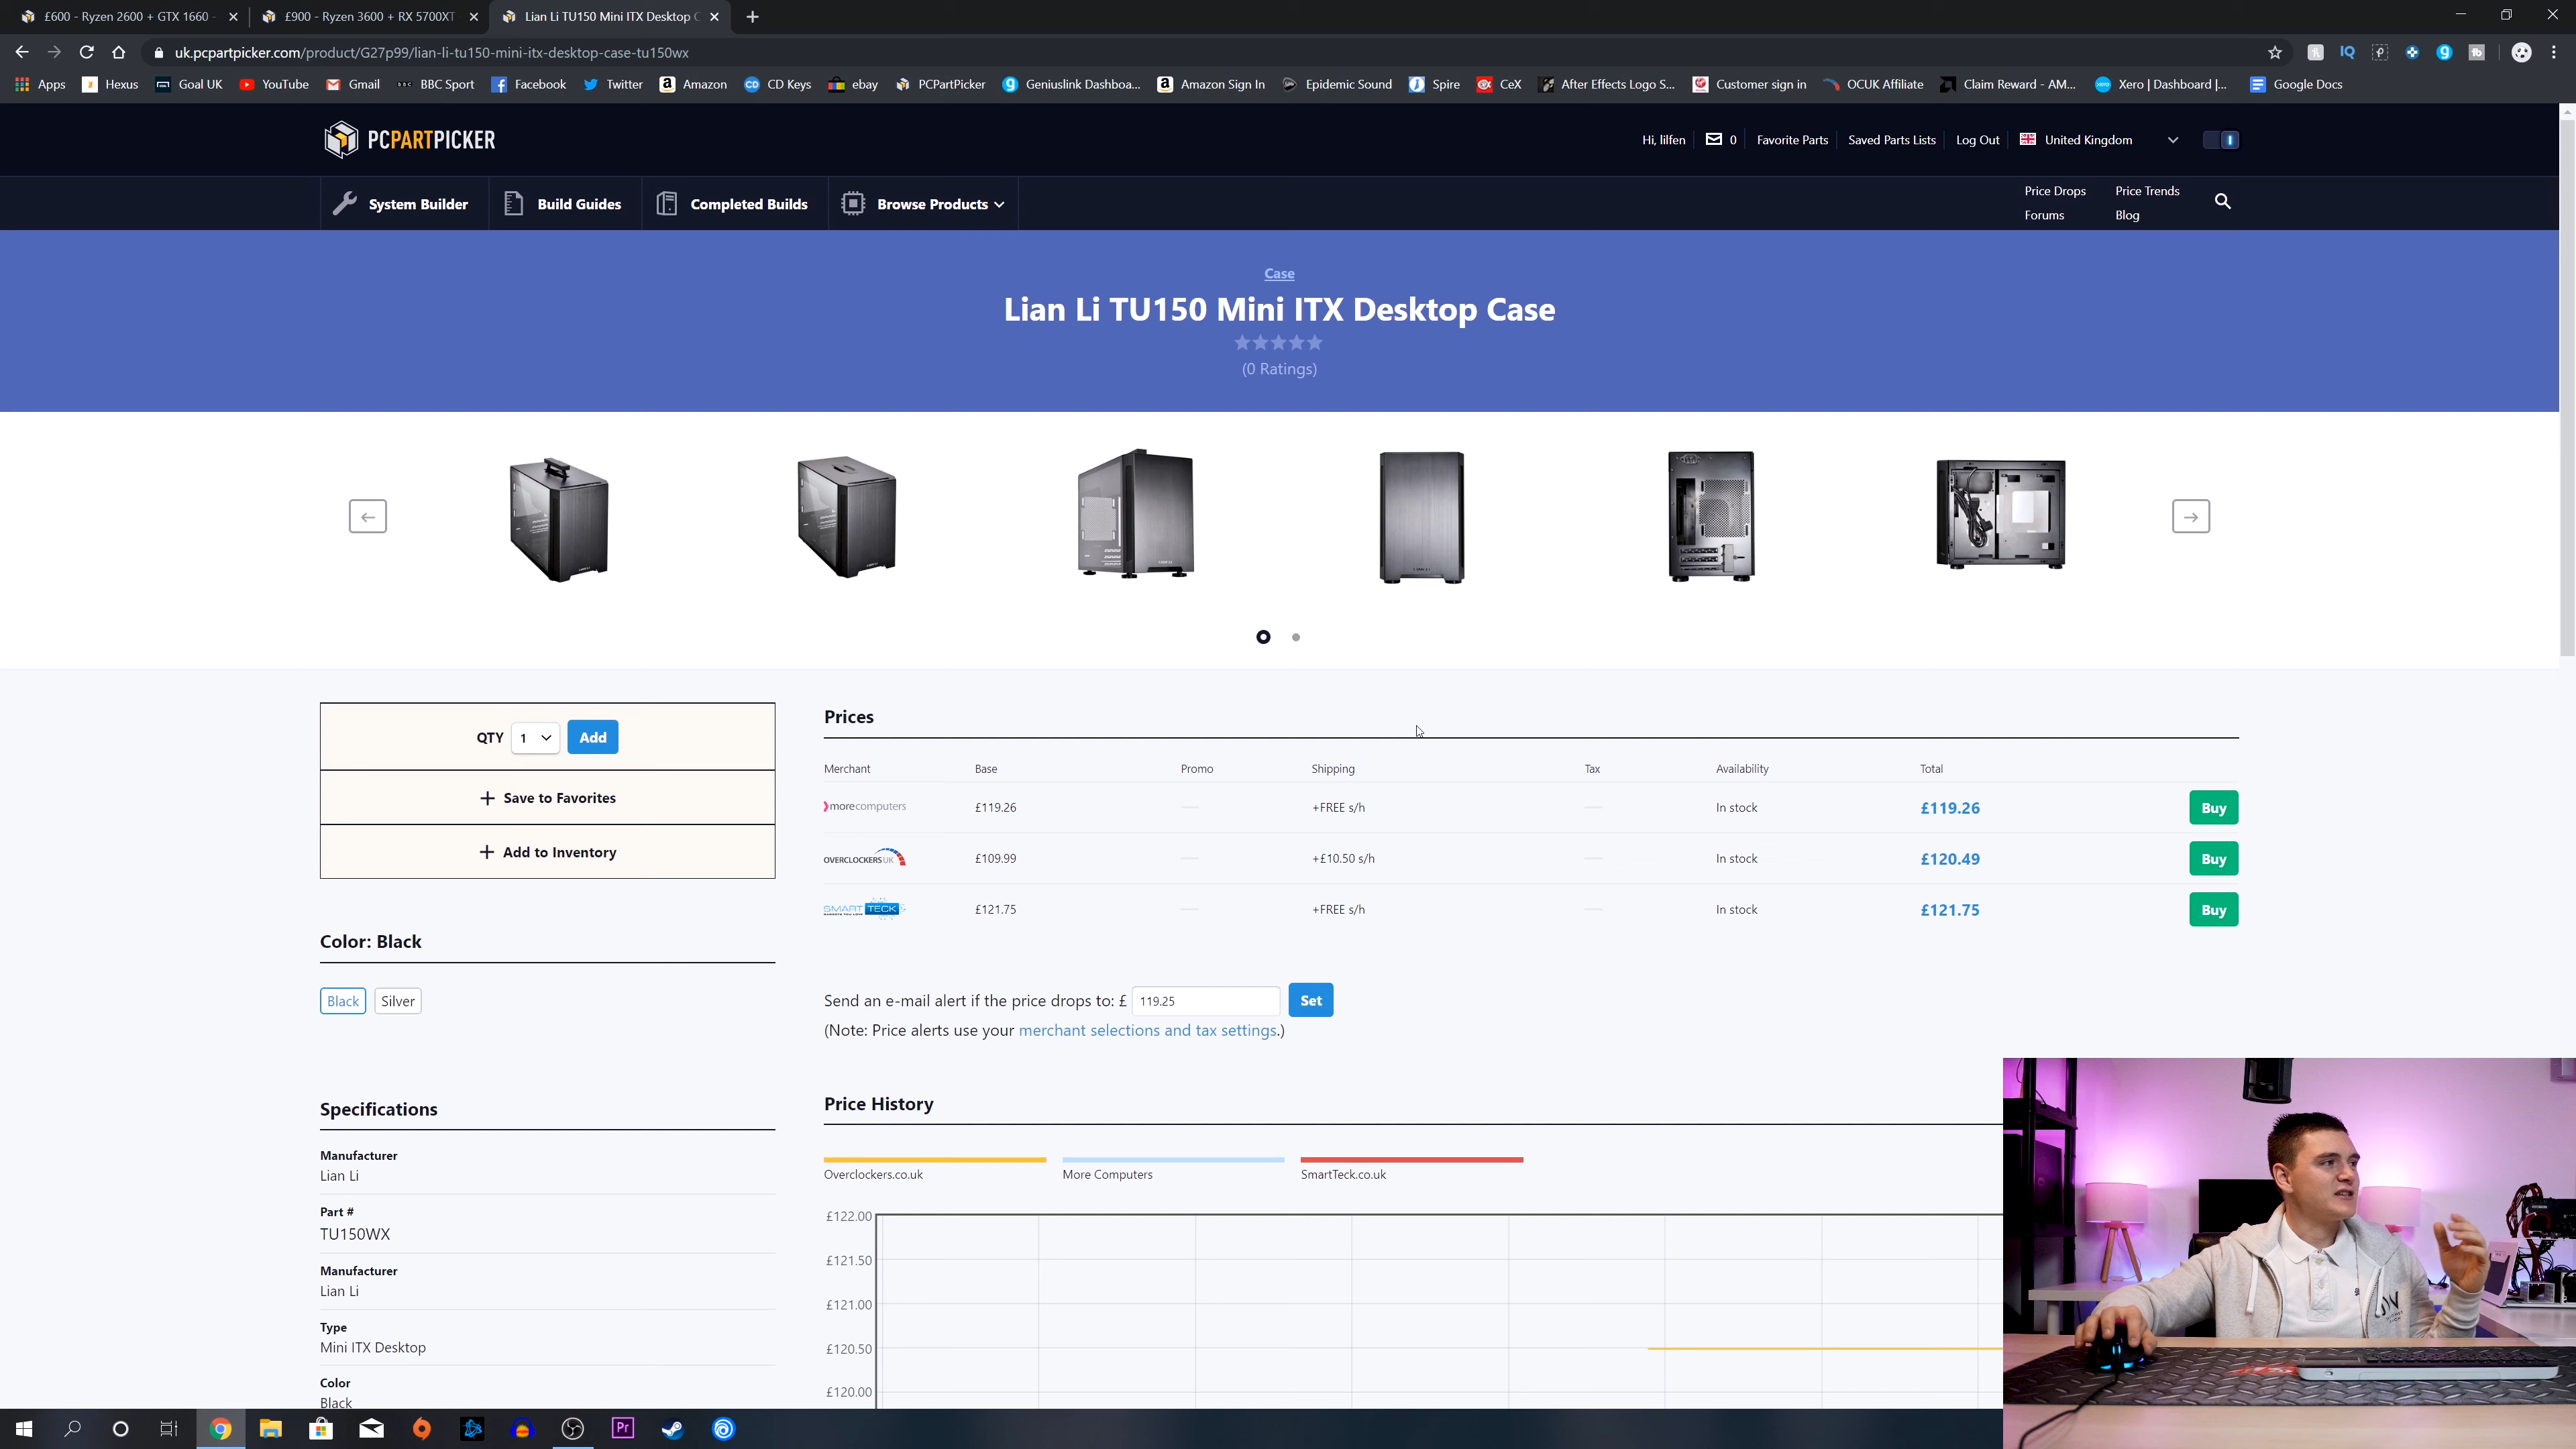 £600 - Ryzen 2600 + GTX 1660 -
£900 - Ryzen 3600 + RX 5700XT
Lian Li TU150 Mini ITX Desktop C
uk.pcpartpicker.com/product/G27p99/lian-li-tu150-mini-itx-desktop-case-tu150wx
Apps Hexus Goal UK YouTube Gmail BBC Sport Facebook Twitter Amazon CD Keys ebay PCPartPicker Geniuslink Dashboa... Amazon Sign In Epidemic Sound Spire CeX After Effects Logo S... Customer sign in OCUK Affiliate Claim Reward - AM... Xero | Dashboard |... Google Docs
PCPARTPICKER
Hi, lilfen 0 Favorite Parts Saved Parts Lists Log Out United Kingdom
System Builder Build Guides Completed Builds Browse Products
Price Drops Price Trends
Forums Blog
Case
Lian Li TU150 Mini ITX Desktop Case
(0 Ratings)
QTY 1 Add
+ Save to Favorites
+ Add to Inventory
Color: Black
Black Silver
Specifications
Manufacturer
Lian Li
Part #
TU150WX
Manufacturer
Lian Li
Type
Mini ITX Desktop
Color
Black
Prices
Merchant Base Promo Shipping Tax Availability Total
morecomputers £119.26 +FREE s/h In stock £119.26 Buy
OVERCLOCKERS UK £109.99 +£10.50 s/h In stock £120.49 Buy
SMART TECK £121.75 +FREE s/h In stock £121.75 Buy
Send an e-mail alert if the price drops to: £ 119.25 Set
(Note: Price alerts use your merchant selections and tax settings.)
Price History
Overclockers.co.uk More Computers SmartTeck.co.uk
£122.00
£121.50
£121.00
£120.50
£120.00
Pr